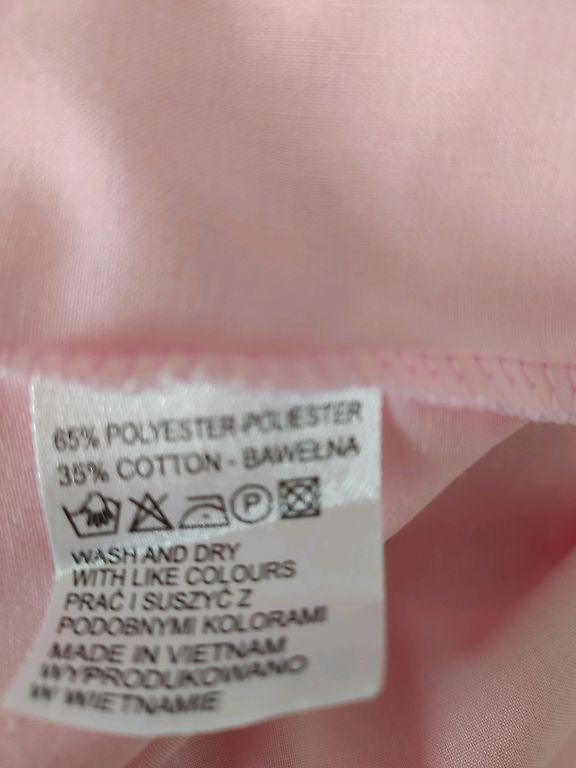 65% POLYESTER-POLIESTER
35% COTTON - BAWEŁNA
P
WASH AND DRY
WITH LIKE COLOURS
PRAĆ I SUSZYĆ Z
PODOBNYMI KOLORAMI
MADE IN VIETNAM
WYPRODUKOWANO
W WIETNAMIE